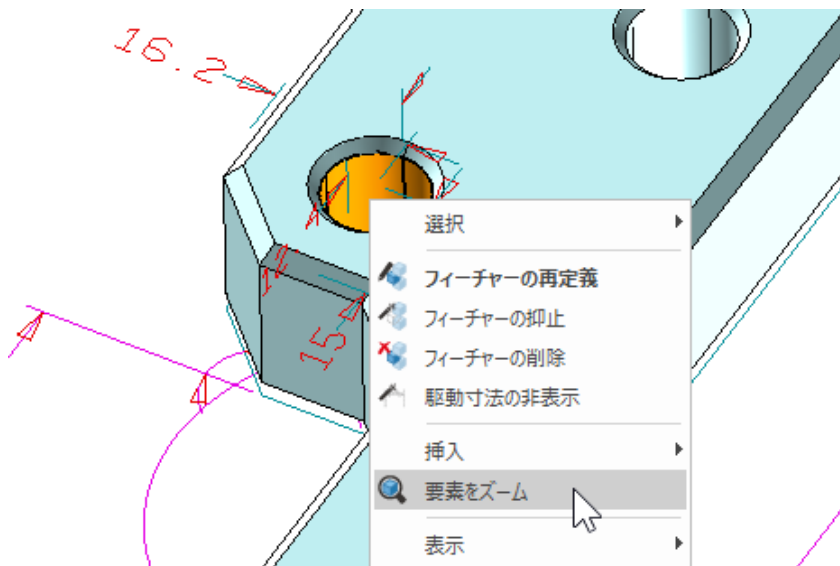 16.2
選択
フィーチャーの再定義
12
フィーチャーの抑止
15
フィーチャーの削除
駆動寸法の非表示
挿入
要素をズーム
表示